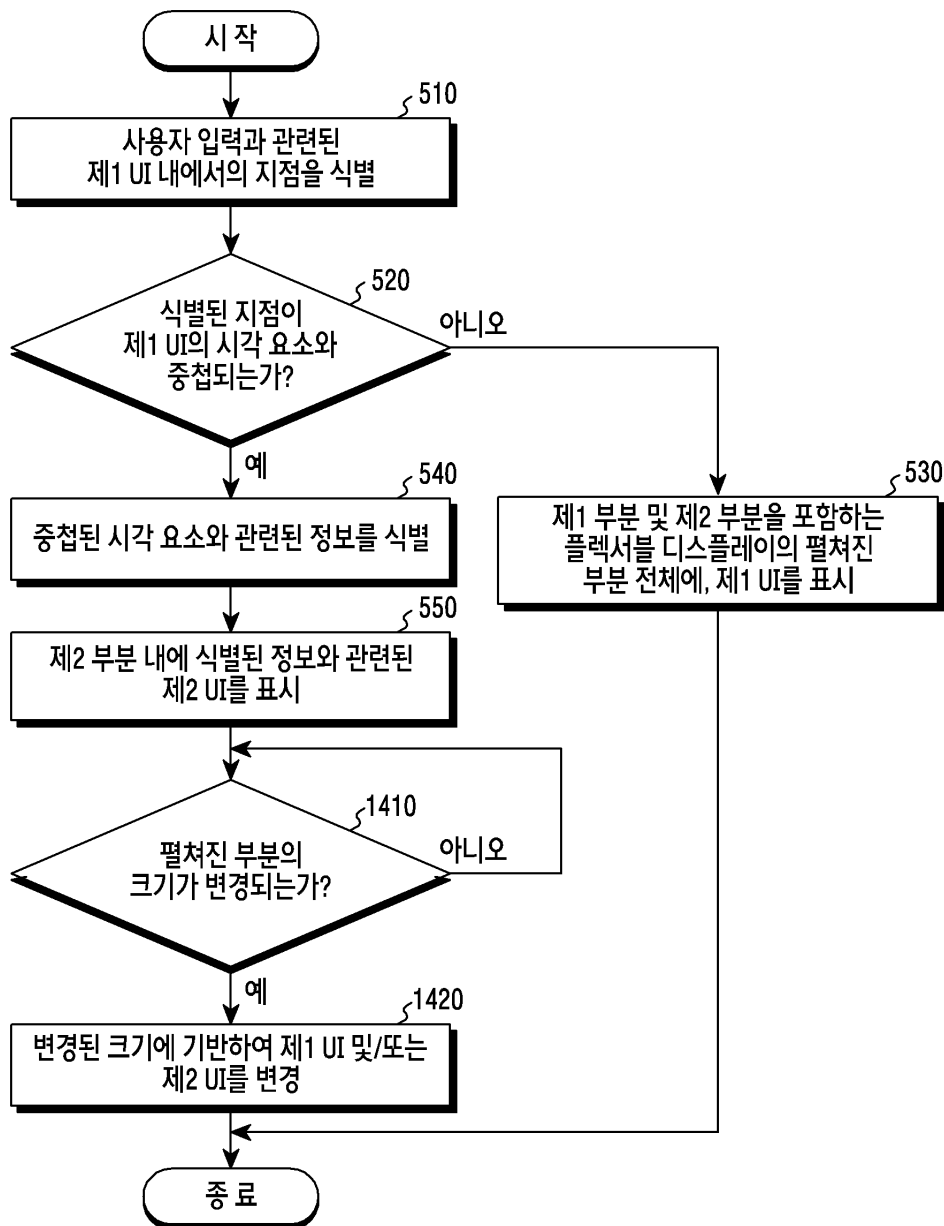 시작
510
사용자 입력과 관련된
제1 UI 내에서의 지점을 식별
520
식별된 지점이
제1 UI의 시각 요소와
중첩되는가?
아니오
예
540
중첩된 시각 요소와 관련된 정보를 식별
530
제1 부분 및 제2 부분을 포함하는
플렉서블 디스플레이의 펼쳐진
부분 전체에, 제1 UI를 표시
550
제2 부분 내에 식별된 정보와 관련된
제2 UI를 표시
1410
펼쳐진 부분의
크기가 변경되는가?
아니오
예
1420
변경된 크기에 기반하여 제1 UI 및/또는
제2 UI를 변경
종료